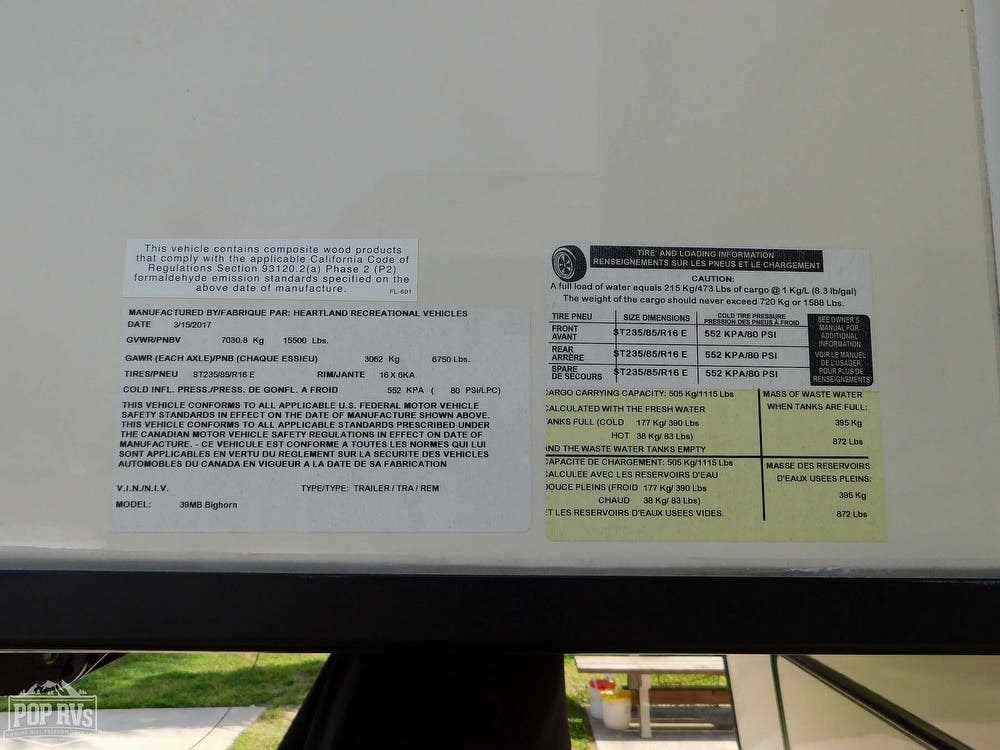 This vehicle contains composite wood products
that comply with the applicable California Code of
Regulations Section 93120.2(a) Phase 2 (P2)
formaldehyde emission standards specified on the
above date of manufacture.
FL-601
MANUFACTURED BY/FABRIQUE PAR: HEARTLAND RECREATIONAL VEHICLES
DATE 3/15/2017
GVWR/PNBV 7030.8 Kg 15500 Lbs.
GAWR (EACH AXLE)/PNB (CHAQUE ESSIEU) 3062 Kg 6750 Lbs.
TIRES/PNEU ST235/85/R16 E RIM/JANTE 16 X 6KA
COLD INFL. PRESS./PRESS. DE GONFL. A FROID 552 KPA ( 80 PSI/LPC)
THIS VEHICLE CONFORMS TO ALL APPLICABLE U.S. FEDERAL MOTOR VEHICLE
SAFETY STANDARDS IN EFFECT ON THE DATE OF MANUFACTURE SHOWN ABOVE.
THIS VEHICLE CONFORMS TO ALL APPLICABLE STANDARDS PRESCRIBED UNDER
THE CANADIAN MOTOR VEHICLE SAFETY REGULATIONS IN EFFECT ON DATE OF
MANUFACTURE. - CE VEHICULE EST CONFORME A TOUTES LES NORMES QUI LUI
SONT APPLICABLES EN VERTU DU REGLEMENT SUR LA SECURITE DES VEHICLES
AUTOMOBILES DU CANADA EN VIGUEUR A LA DATE DE SA FABRICATION
V.I.N./N.I.V. TYPE/TYPE: TRAILER / TRA / REM
MODEL: 39MB Bighorn
TIRE AND LOADING INFORMATION
RENSEIGNEMENTS SUR LES PNEUS ET LE CHARGEMENT
CAUTION:
A full load of water equals 215 Kg/473 Lbs of cargo @ 1 Kg/L (8.3 lb/gal)
The weight of the cargo should never exceed 720 Kg or 1588 Lbs.
TIRE PNEU SIZE DIMENSIONS COLD TIRE PRESSURE
PRESSION DES PNEUS À FROID
FRONT
AVANT ST235/85/R16 E 552 KPA/80 PSI
REAR
ARRÈRE ST235/85/R16 E 552 KPA/80 PSI
SPARE
DE SECOURS ST235/85/R16 E 552 KPA/80 PSI
SEE OWNER'S
MANUAL FOR
ADDITIONAL
INFORMATION
VOIR LE MANUEL
DE L'USAGER
POUR PLUS DE
RENSEIGNEMENTS
ARGO CARRYING CAPACITY: 505 Kg/1115 Lbs
ALCULATED WITH THE FRESH WATER
ANKS FULL (COLD 177 Kg/ 390 Lbs
HOT 38 Kg/ 83 Lbs)
ND THE WASTE WATER TANKS EMPTY
MASS OF WASTE WATER
WHEN TANKS ARE FULL:
395 Kg
872 Lbs
APACITE DE CHARGEMENT: 505 Kg/1115 Lbs
ALCULEE AVEC LES RESERVOIRS D'EAU
OUCE PLEINS (FROID 177 Kg/ 390 Lbs
CHAUD 38 Kg/ 83 Lbs)
T LES RESERVOIRS D'EAUX USEES VIDES.
MASSE DES RESERVOIRS
D'EAUX USEES PLEINS:
395 Kg
872 Lbs
POP RVs